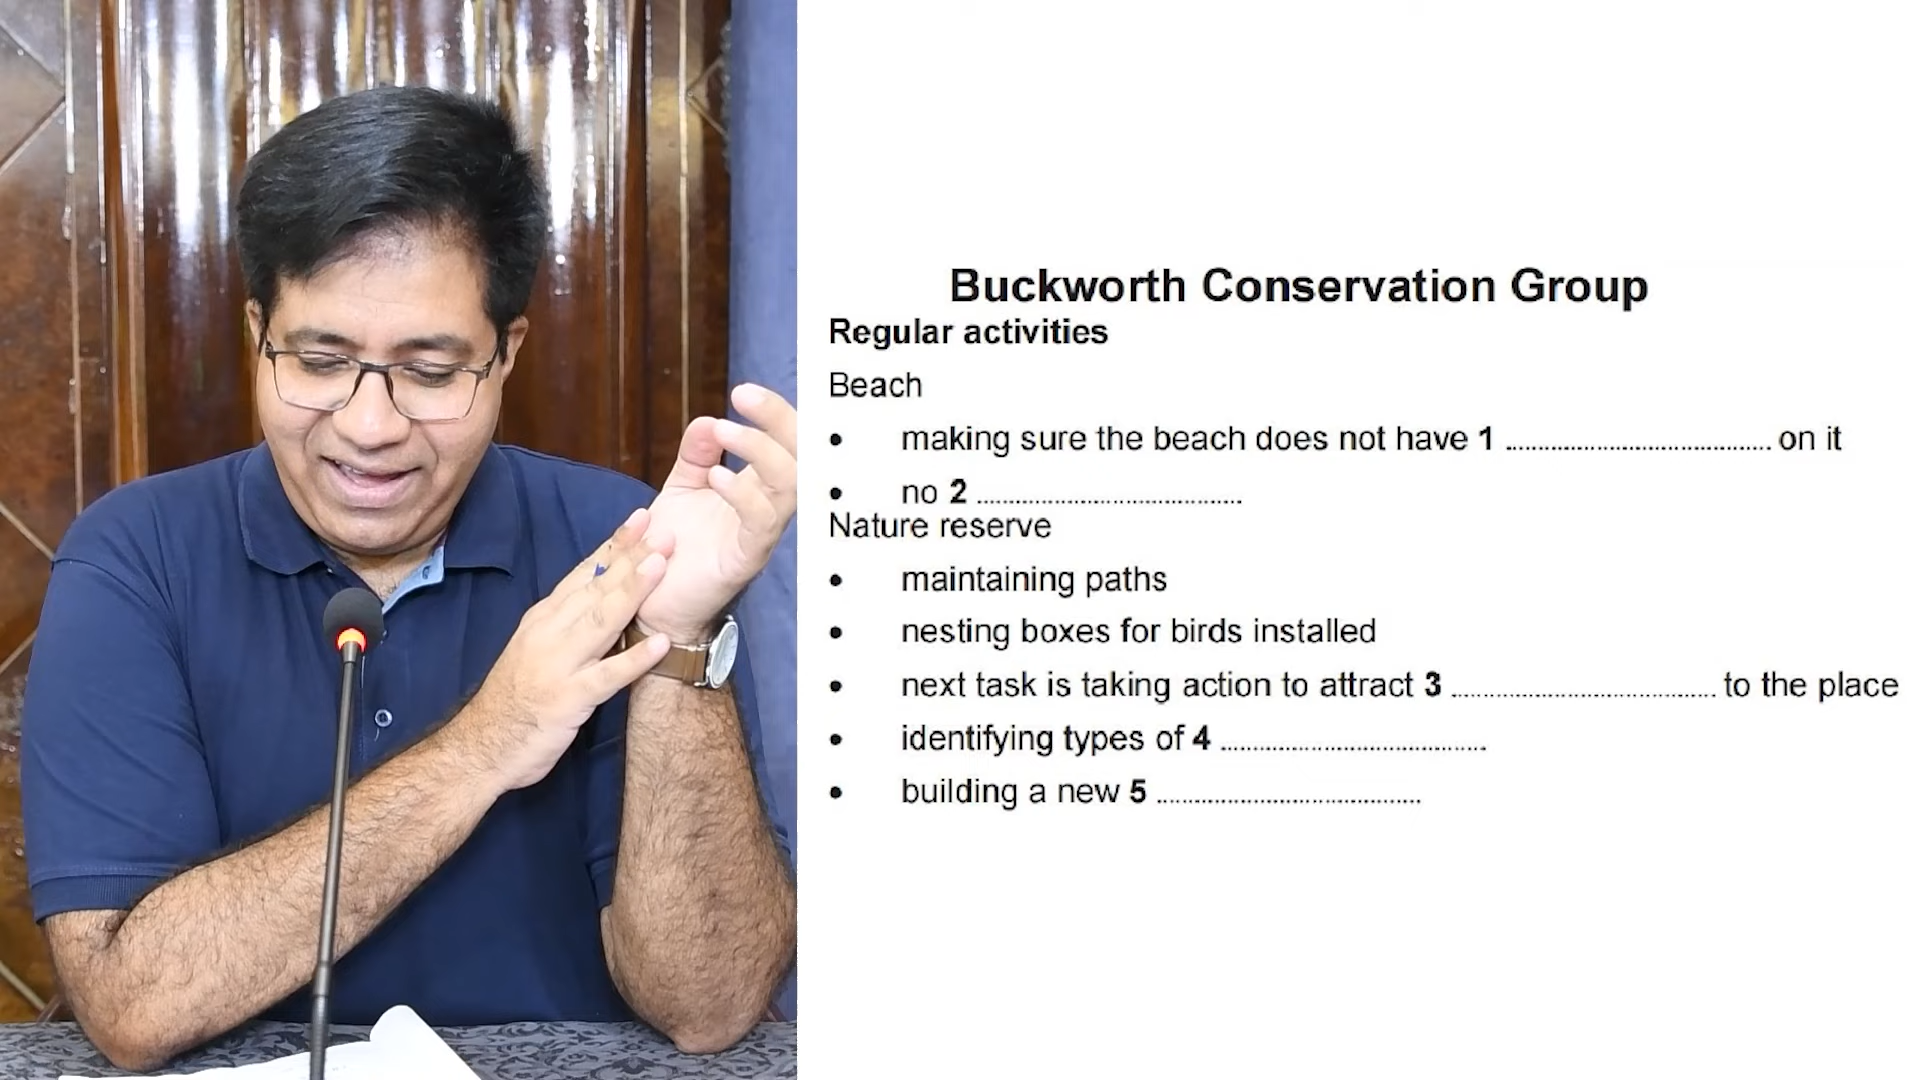 Buckworth Conservation Group
Regular activities
Beach
• making sure the beach does not have 1 ........................................ on it
• no 2 ........................................
Nature reserve
• maintaining paths
• nesting boxes for birds installed
• next task is taking action to attract 3 ........................................ to the place
• identifying types of 4 ........................................
• building a new 5 ........................................